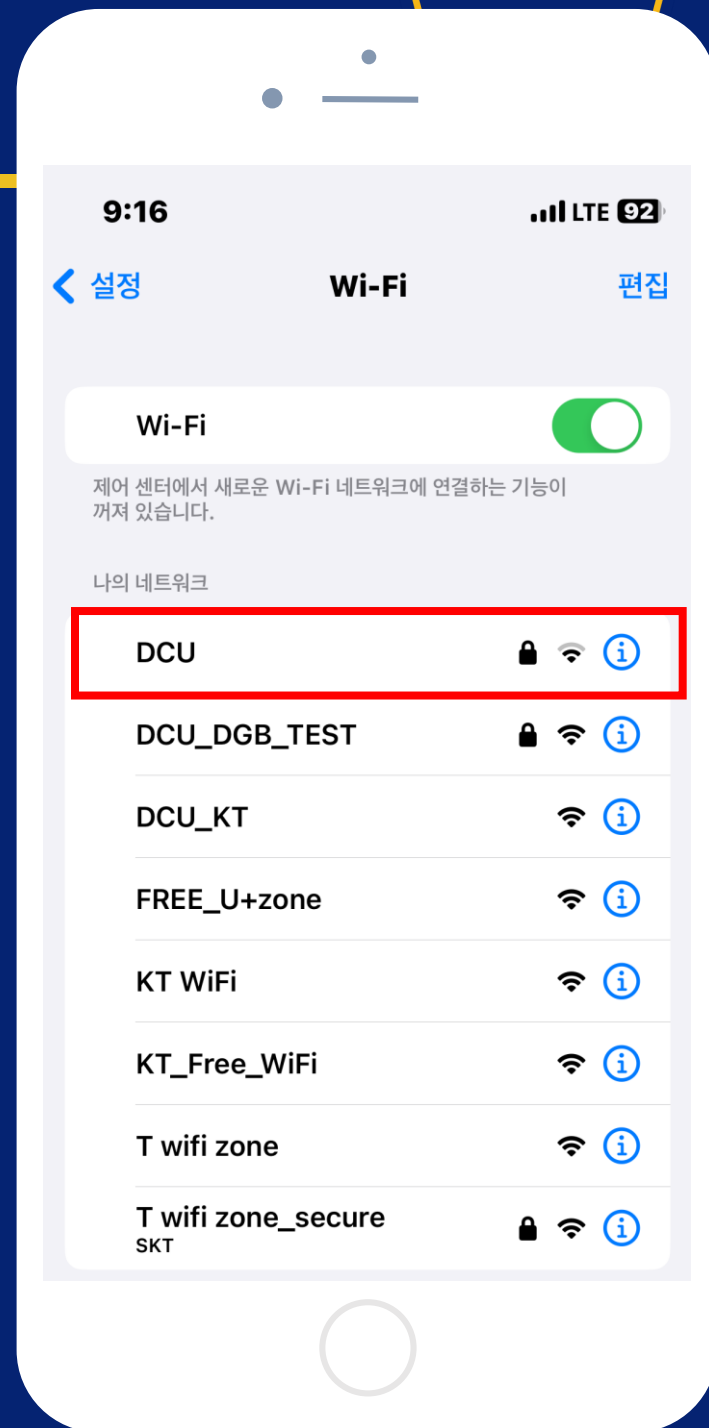 9:16
LTE 92
설정
Wi-Fi
편집
Wi-Fi
제어 센터에서 새로운 Wi-Fi 네트워크에 연결하는 기능이
꺼져 있습니다.
나의 네트워크
DCU
DCU_DGB_TEST
DCU_KT
FREE_U+zone
KT WiFi
KT_Free_WiFi
T wifi zone
T wifi zone_secure
SKT